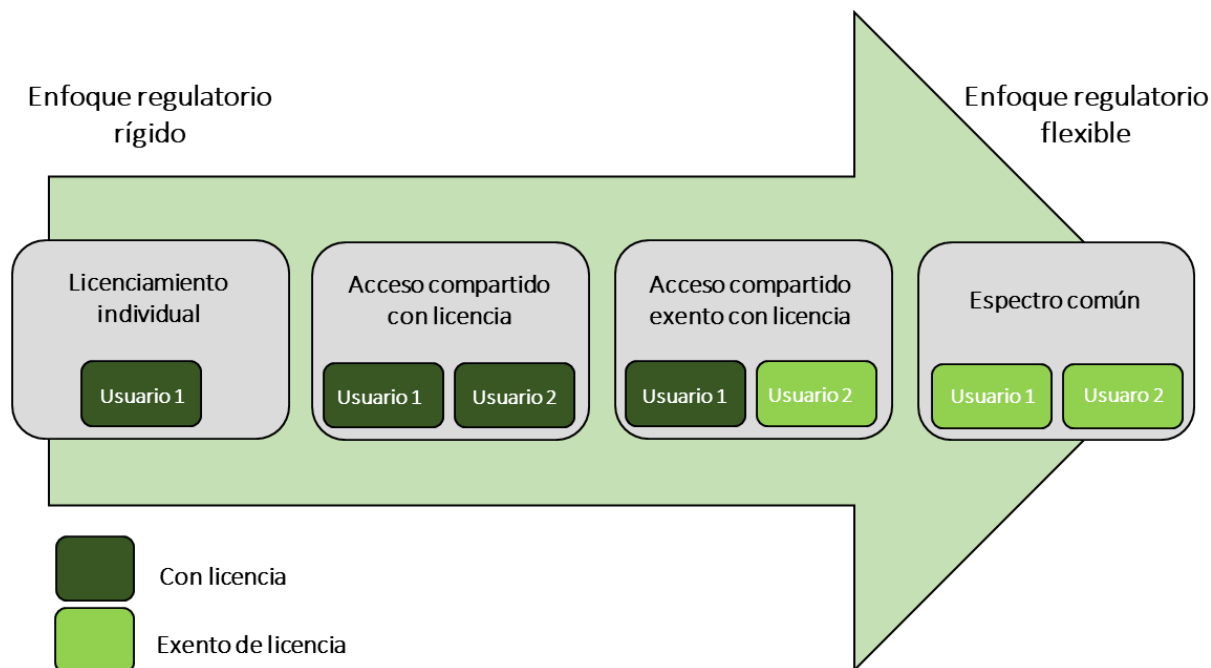 Enfoque regulatorio
rígido
Enfoque regulatorio
flexible
Licenciamiento
individual
Usuario 1
Acceso compartido
con licencia
Usuario 1
Usuario 2
Acceso compartido
exento con licencia
Usuario 1
Usuario 2
Espectro común
Usuario 1
Usuaro 2
Con licencia
Exento de licencia